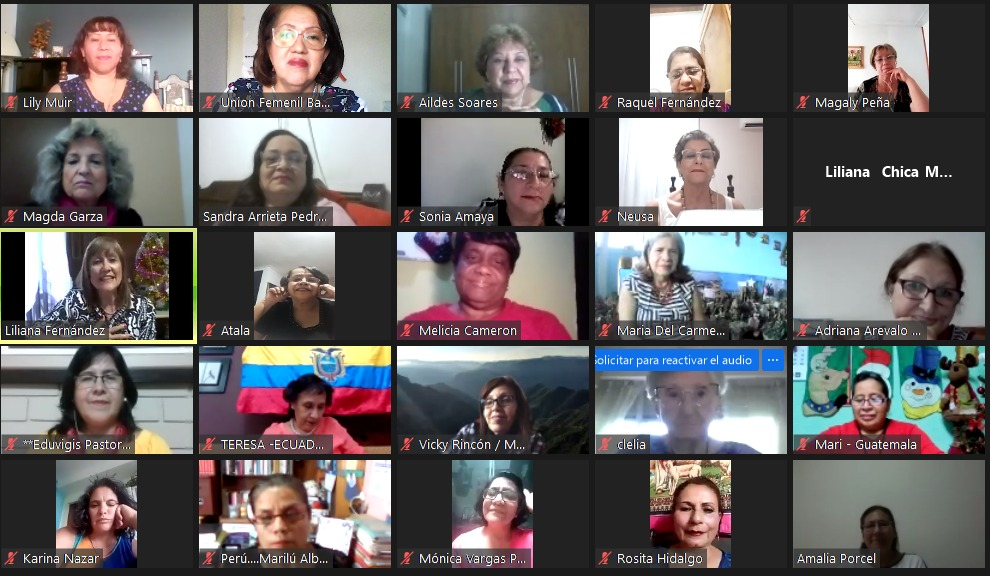 Lily Muir
Union Femenil Ba...
Aildes Soares
Raquel Fernández
Magaly Peña
Magda Garza
Sandra Arrieta Pedr...
Sonia Amaya
Neusa
Liliana Chica M...
Liliana Fernández
Atala
Melicia Cameron
Maria Del Carme...
Adriana Arevalo ...
**Eduvigis Pastor...
TERESA -ECUAD...
Vicky Rincón / M...
Solicitar para reactivar el audio ...
clelia
Mari - Guatemala
Karina Nazar
Perú....Marilú Alb...
Mónica Vargas P...
Rosita Hidalgo
Amalia Porcel